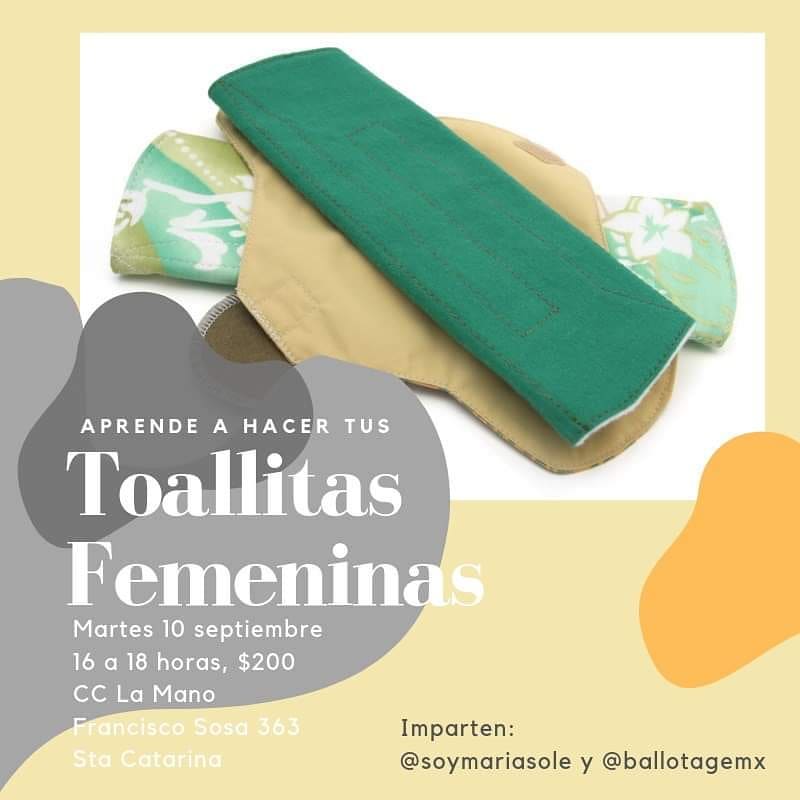 APRENDE A HACER TUS
Toallitas
Femeninas
Martes 10 septiembre
16 a 18 horas, $200
CC La Mano
Francisco Sosa 363
Sta Catarina
Imparten:
@soymariasole y @ballotagemx